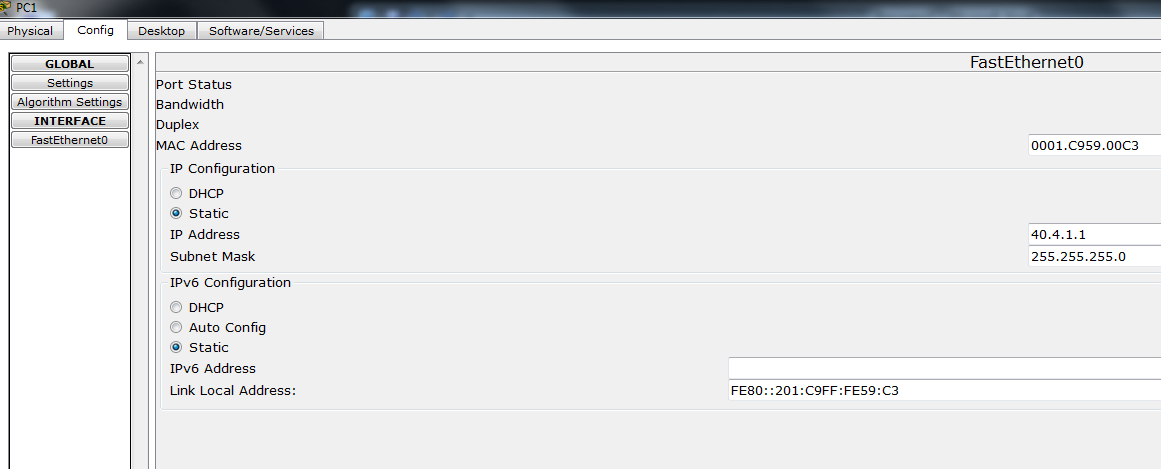 PC1
Physical Config Desktop Software/Services
GLOBAL
Settings
Algorithm Settings
INTERFACE
FastEthernet0
FastEthernet0
Port Status
Bandwidth
Duplex
MAC Address 0001.C959.00C3
IP Configuration
DHCP
Static
IP Address 40.4.1.1
Subnet Mask 255.255.255.0
IPv6 Configuration
DHCP
Auto Config
Static
IPv6 Address
Link Local Address: FE80::201:C9FF:FE59:C3